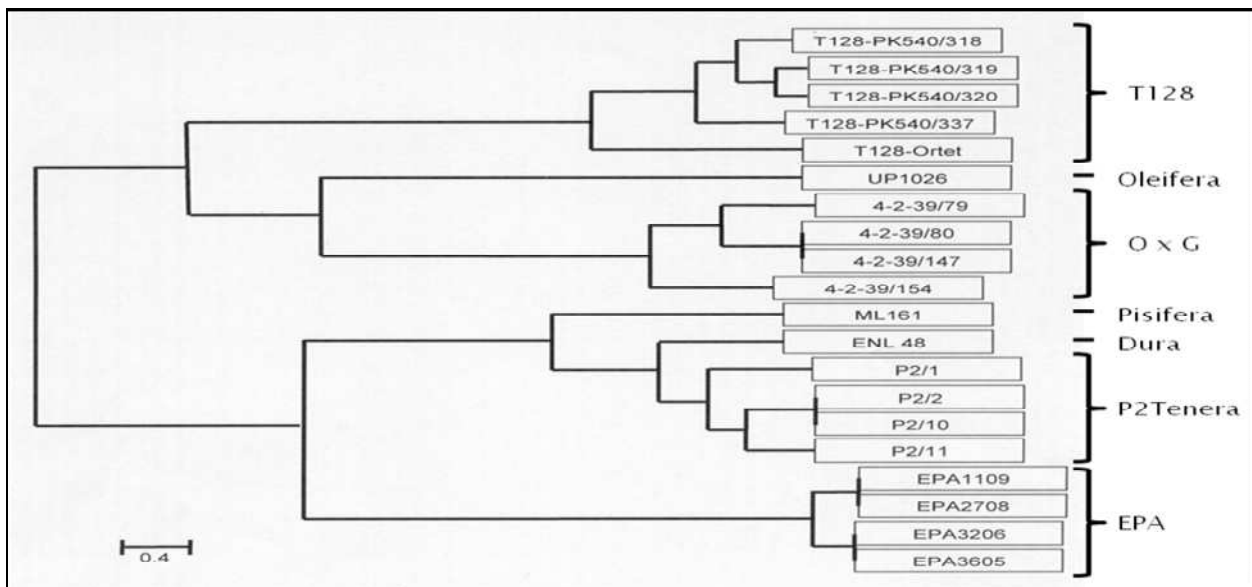 T128-PK540/318
T128-PK540/319
T128-PK540/320
T128-PK540/337
T128-Ortet
T128
UP1026
Oleifera
4-2-39/79
4-2-39/80
4-2-39/147
4-2-39/154
O x G
ML161
Pisifera
ENL 48
Dura
P2/1
P2/2
P2/10
P2/11
P2Tenera
EPA1109
EPA2708
EPA3206
EPA3605
EPA
0.4